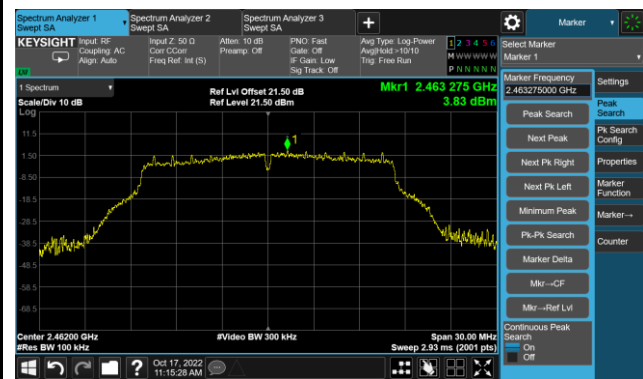 Spectrum Analyzer 1
Swept SA
Spectrum Analyzer 2
Swept SA
Spectrum Analyzer 3
Swept SA
+
Marker
KEYSIGHT
Input: RF
Coupling: AC
Align: Auto
Input Z: 50 Ω
Corr CCorr
Freq Ref: Int (S)
Atten: 10 dB
Preamp: Off
PNO: Fast
Gate: Off
IF Gain: Low
Sig Track: Off
Avg Type: Log-Power
Avg|Hold:>10/10
Trig: Free Run
1 2 3 4 5 6
M W W W W W
P N N N N N
LXI
Select Marker
Marker 1
1 Spectrum
Scale/Div 10 dB
Log
Ref Lvl Offset 21.50 dB
Ref Level 21.50 dBm
Mkr1 2.463 275 GHz
3.83 dBm
11.5
1.50
-8.50
-18.5
-28.5
-38.5
-48.5
-58.5
-68.5
1
Center 2.46200 GHz
#Res BW 100 kHz
#Video BW 300 kHz
Span 30.00 MHz
Sweep 2.93 ms (2001 pts)
Marker Frequency
2.463275000 GHz
Peak Search
Next Peak
Next Pk Right
Next Pk Left
Minimum Peak
Pk-Pk Search
Marker Delta
Mkr→CF
Mkr→Ref Lvl
Continuous Peak
Search
On
Off
Settings
Peak
Search
Pk Search
Config
Properties
Marker
Function
Marker→
Counter
?
Oct 17, 2022
11:15:28 AM